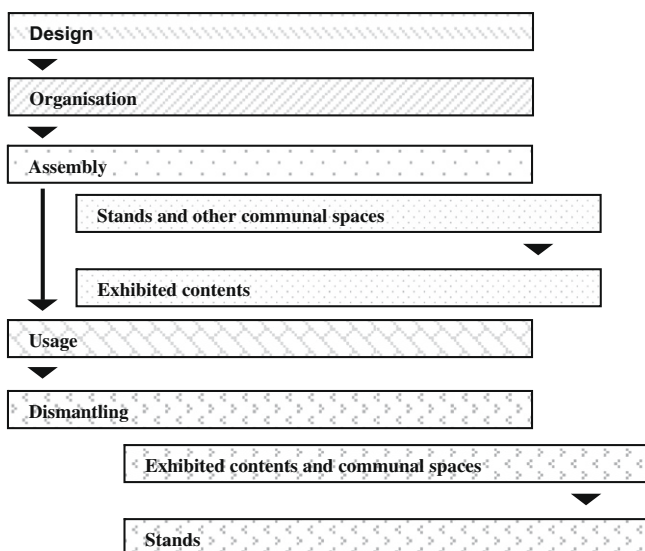 Design
Organisation
Assembly
Stands and other communal spaces
Exhibited contents
Usage
Dismantling
Exhibited contents and communal spaces
Stands